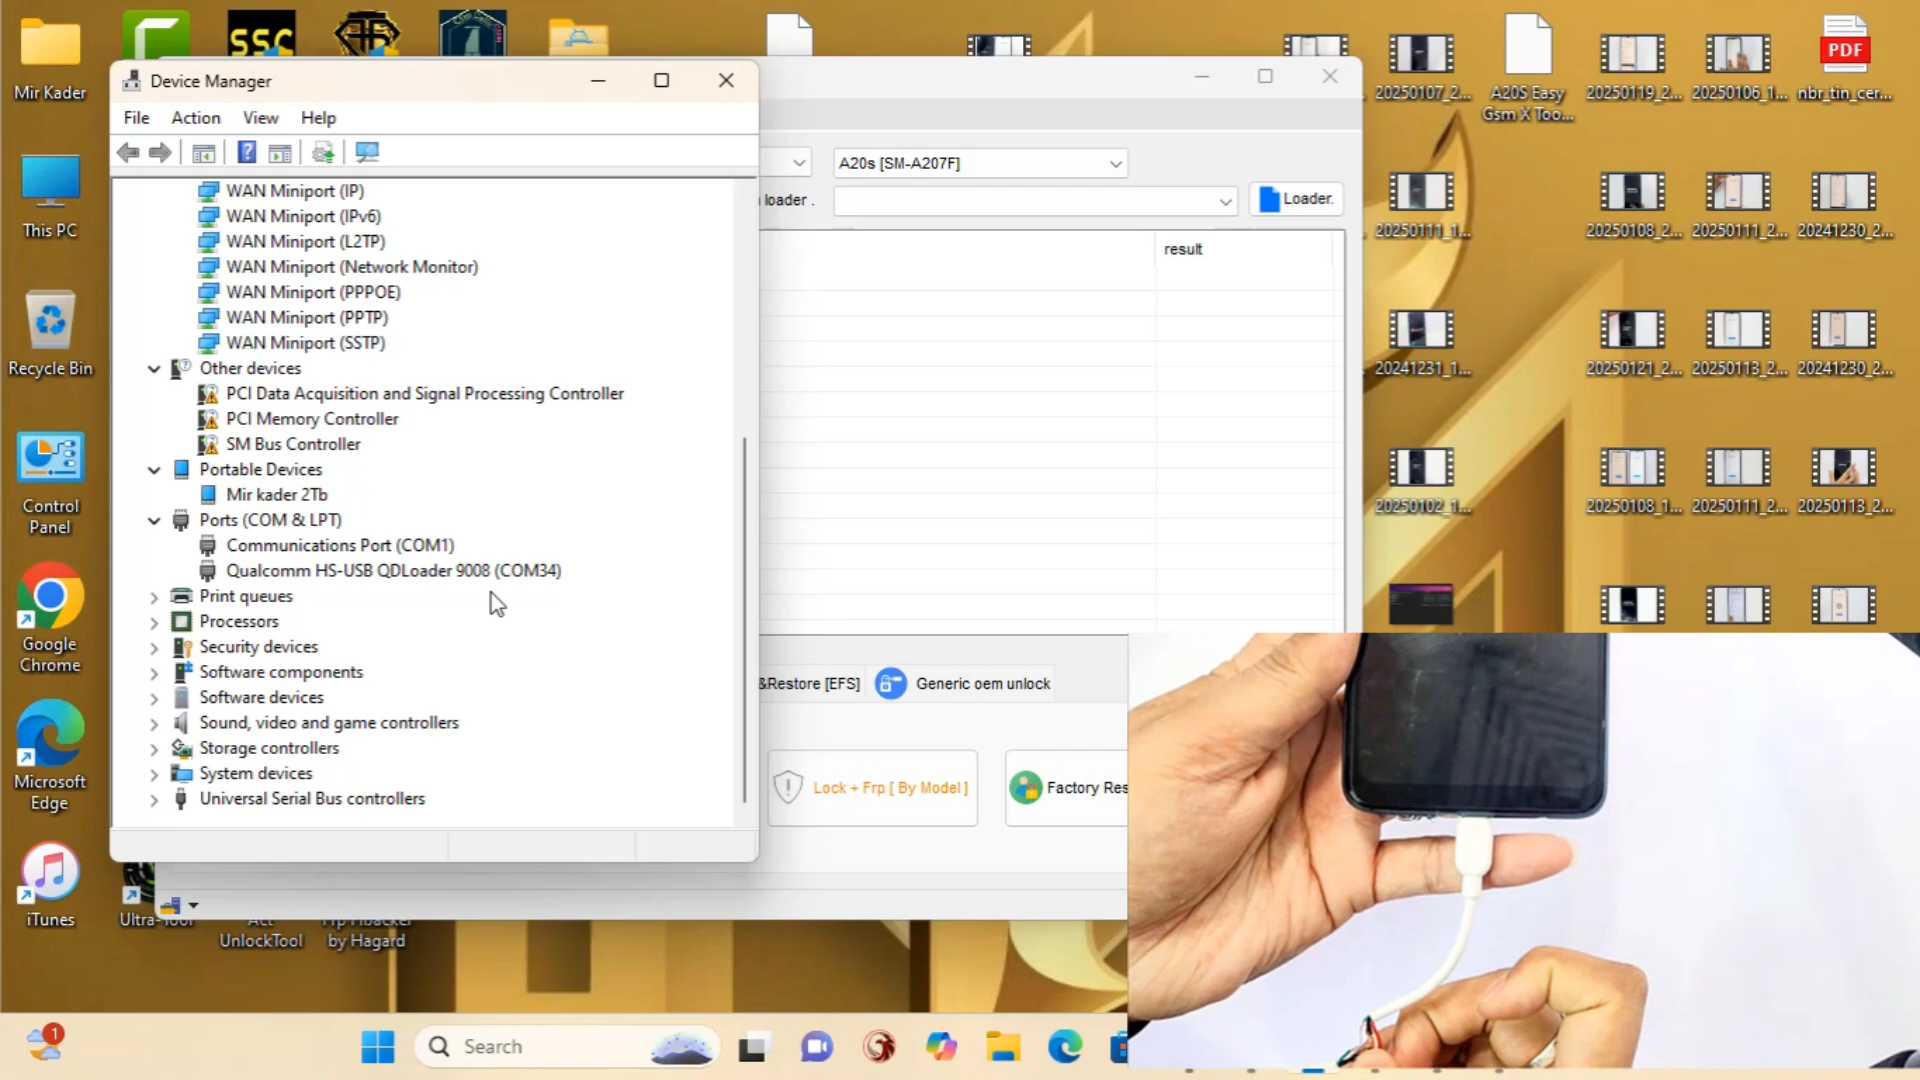 Mir Kader
This PC
Recycle Bin
Control
Panel
Google
Chrome
Microsoft
Edge
iTunes
SSC
Device Manager
File
Action
View
Help
WAN Miniport (IP)
WAN Miniport (IPv6)
WAN Miniport (L2TP)
WAN Miniport (Network Monitor)
WAN Miniport (PPPOE)
WAN Miniport (PPTP)
WAN Miniport (SSTP)
Other devices
PCI Data Acquisition and Signal Processing Controller
PCI Memory Controller
SM Bus Controller
Portable Devices
Mir kader 2Tb
Ports (COM & LPT)
Communications Port (COM1)
Qualcomm HS-USB QDLoader 9008 (COM34)
Print queues
Processors
Security devices
Software components
Software devices
Sound, video and game controllers
Storage controllers
System devices
Universal Serial Bus controllers
UnlockTool
by Hagard
A20s [SM-A207F]
loader .
Loader.
result
&Restore [EFS]
Generic oem unlock
Lock + Frp [ By Model ]
Factory Res
20250107_2...
A20S Easy
Gsm X Too...
20250119_2...
20250106_1...
PDF
nbr_tin_cer...
20250111_1...
20250108_2...
20250111_2...
20241230_2...
20241231_1...
20250121_2...
20250113_2...
20241230_2...
20250102_1...
20250108_1...
20250111_2...
20250113_2...
1
Search